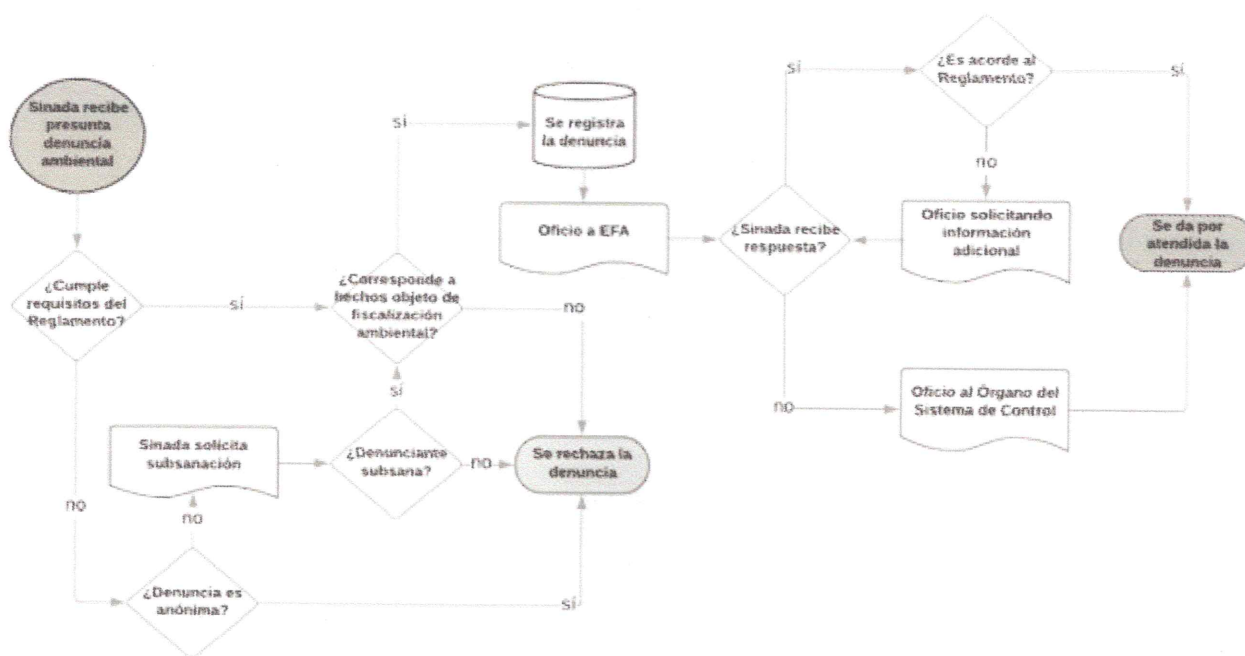 Sinada recibe
presunta
denuncia
ambiental
¿Cumple
requisitos del
Reglamento?
sí
no
¿Denuncia es
anónima?
no
sí
Sinada solicita
subsanación
¿Denunciante
subsana?
sí
no
¿Corresponde a
hechos objeto de
fiscalización
ambiental?
sí
no
Se rechaza la
denuncia
Se registra
la denuncia
Oficio a EFA
¿Sinada recibe
respuesta?
sí
no
¿Es acorde al
Reglamento?
sí
no
Oficio solicitando
información
adicional
Oficio al Órgano del
Sistema de Control
Se da por
atendida la
denuncia